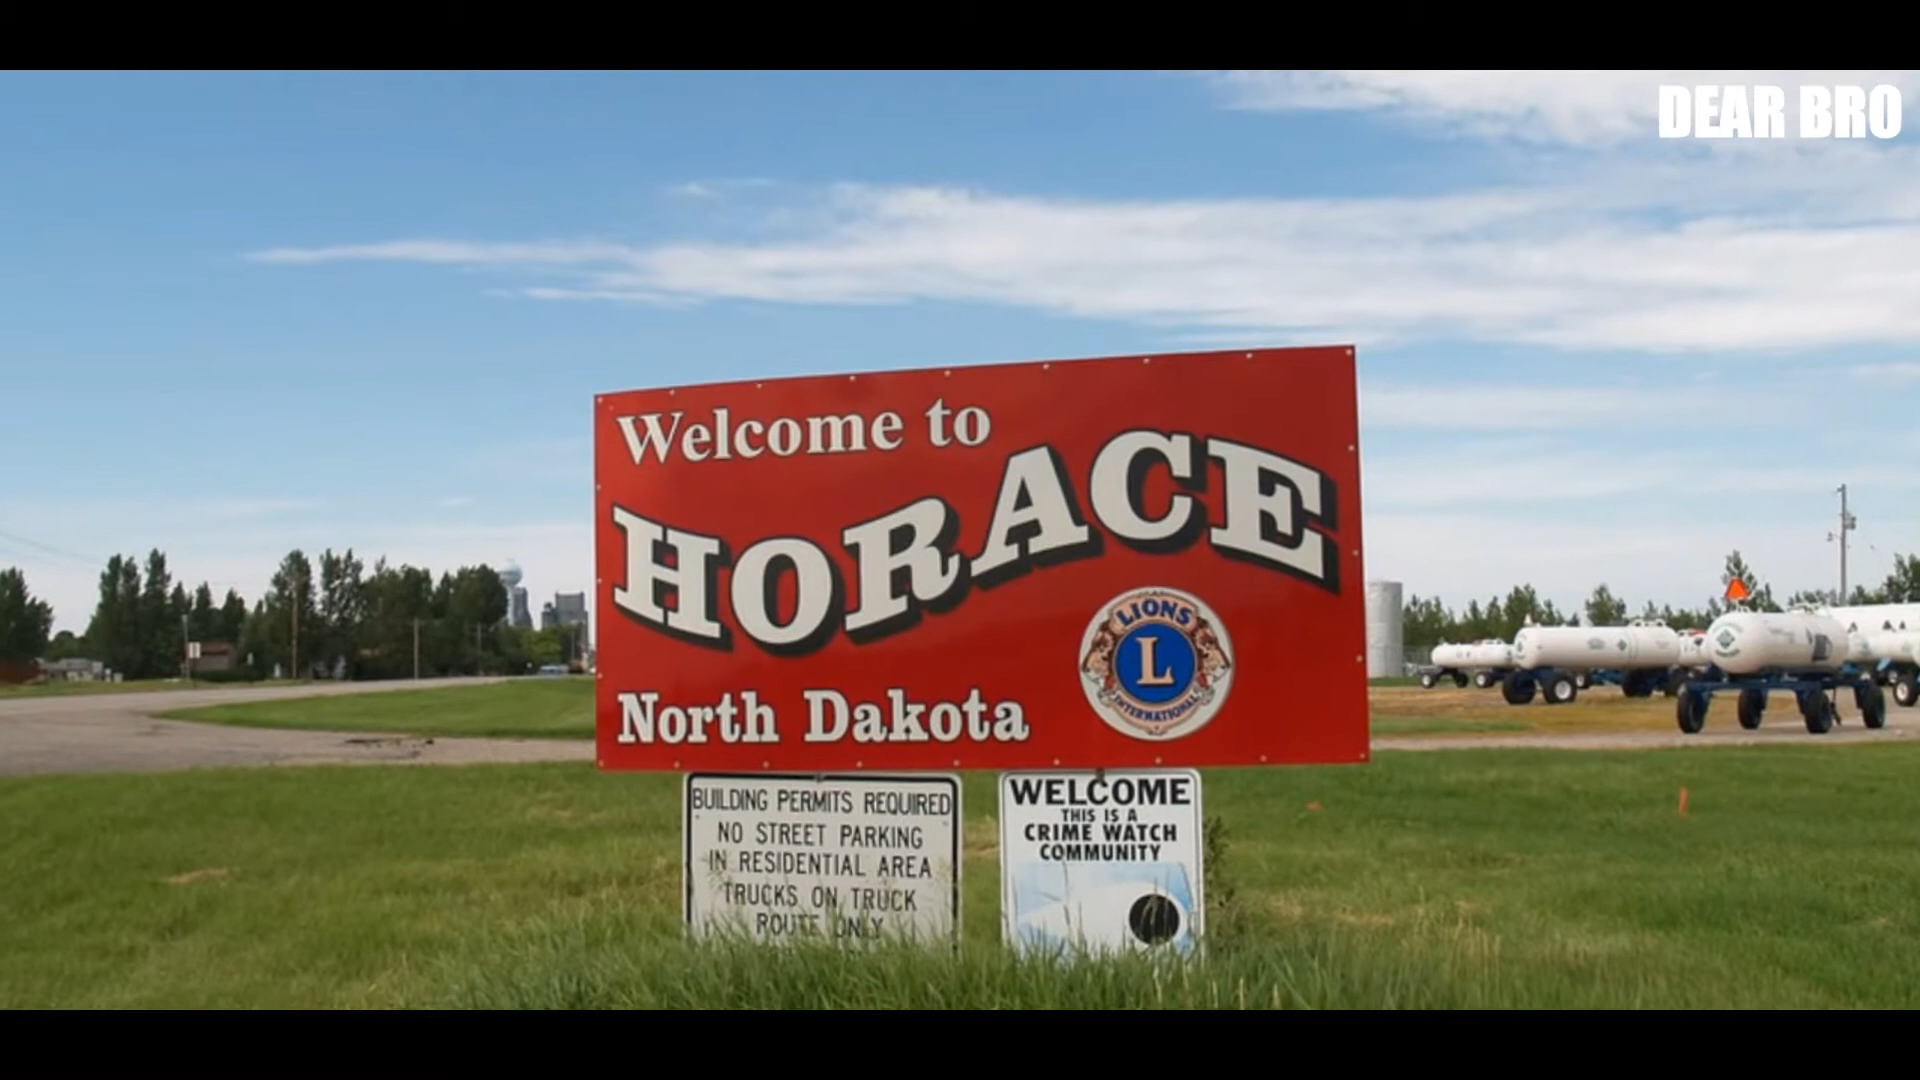 DEAR BRO
Welcome to
HORACE
North Dakota
LIONS
L
INTERNATIONAL
BUILDING PERMITS REQUIRED
NO STREET PARKING
IN RESIDENTIAL AREA
TRUCKS ON TRUCK
ROUTE ONLY
WELCOME
THIS IS A
CRIME WATCH
COMMUNITY